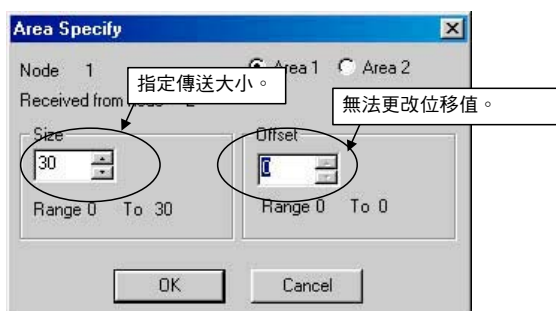 Area Specify
Node 1
Area 1 Area 2
指定傳送大小。
Received from
無法更改位移值。
Size
Offset
30
0
Range 0 To 30
Range 0 To 0
OK
Cancel